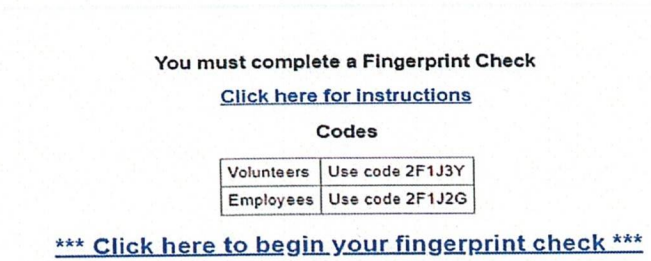 You must complete a Fingerprint Check
Click here for instructions
Codes
Volunteers Use code 2F1J3Y
Employees Use code 2F1J2G
*** Click here to begin your fingerprint check ***